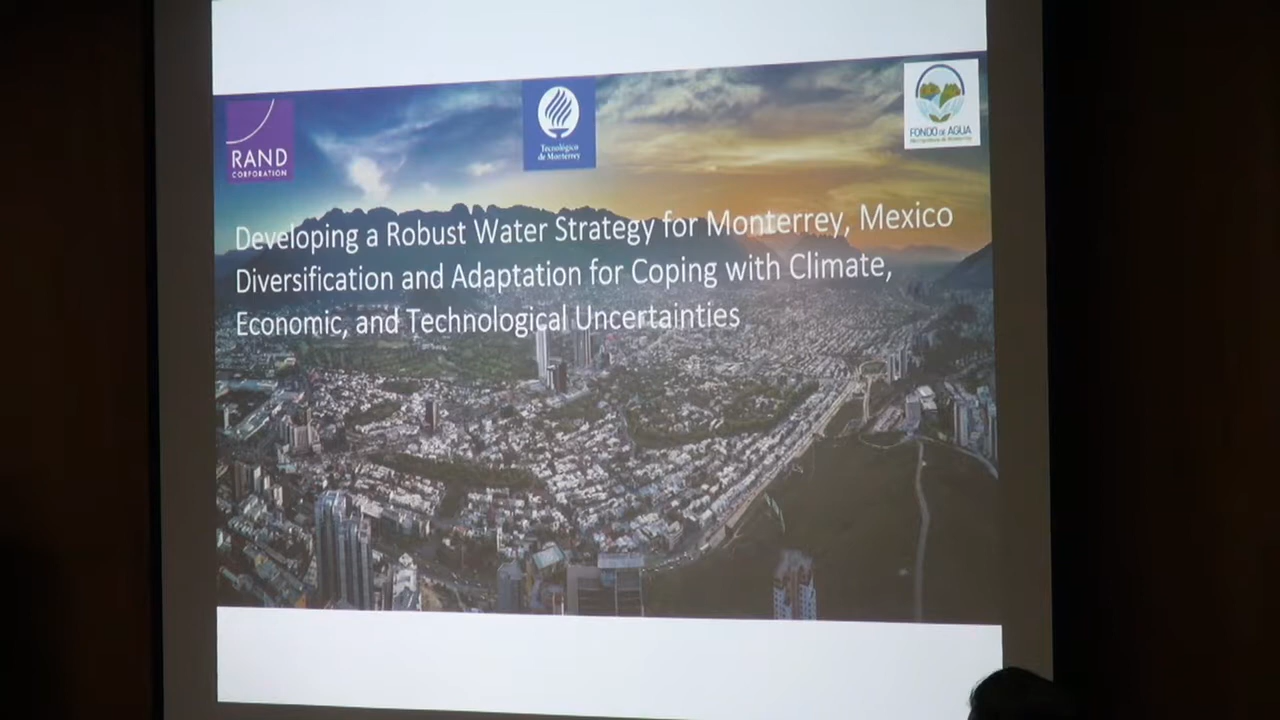 RAND
CORPORATION
Tecnológico
de Monterrey
FONDO DE AGUA
Developing a Robust Water Strategy for Monterrey, Mexico
Diversification and Adaptation for Coping with Climate,
Economic, and Technological Uncertainties